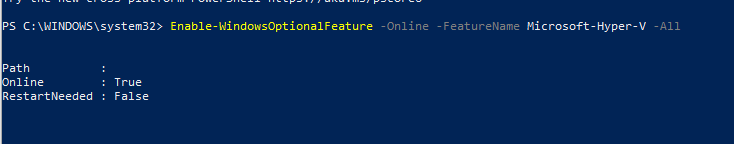 Try the new cross-platform PowerShell https://aka.ms/pscore6
PS C:\WINDOWS\system32> Enable-WindowsOptionalFeature -Online -FeatureName Microsoft-Hyper-V -All
Path :
Online : True
RestartNeeded : False